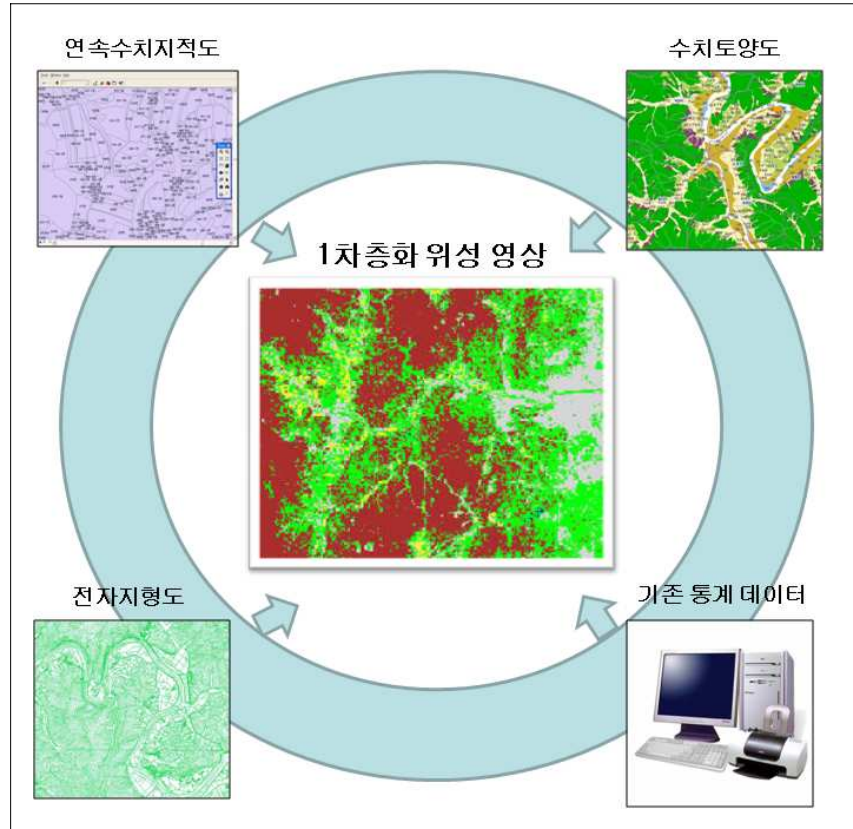 연속수치지적도
수치토양도
1차층화 위성 영상
전자지형도
기존 통계 데이터